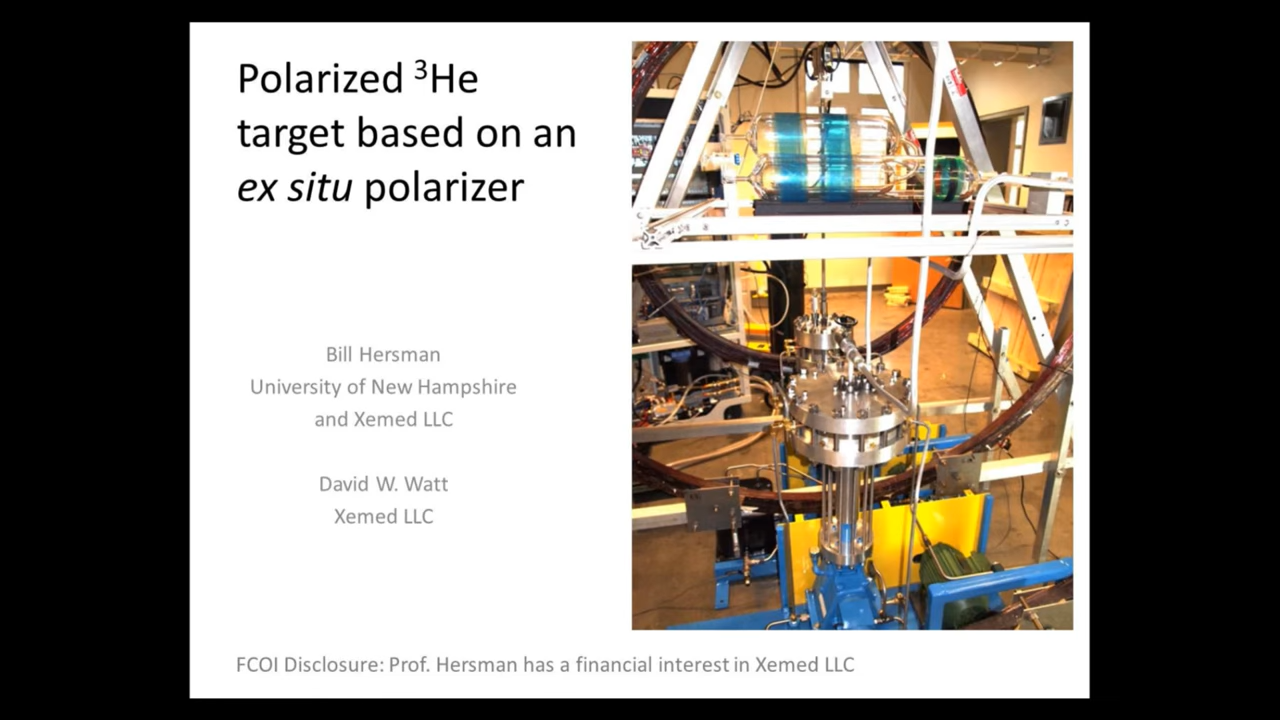 Polarized ³He
target based on an
ex situ polarizer
Bill Hersman
University of New Hampshire
and Xemed LLC
David W. Watt
Xemed LLC
FCOI Disclosure: Prof. Hersman has a financial interest in Xemed LLC